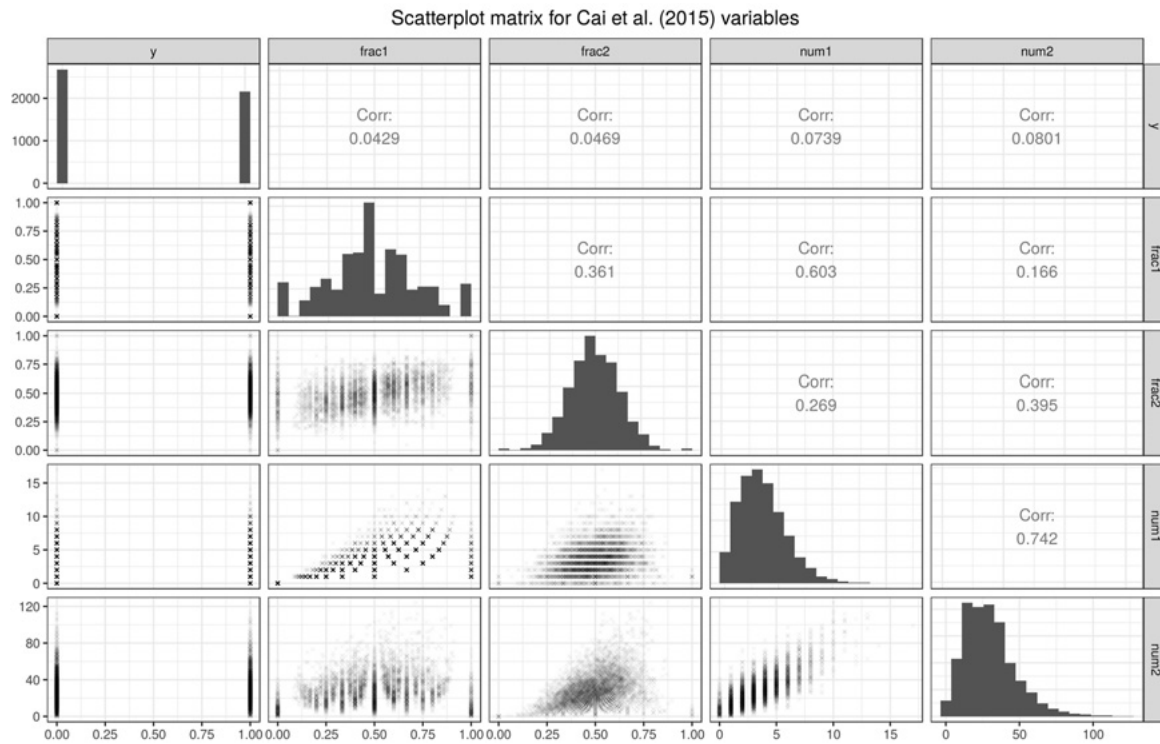 Scatterplot matrix for Cai et al. (2015) variables
y frac1 frac2 num1 num2
2000
1000
0
Corr:
0.0429
Corr:
0.0469
Corr:
0.0739
Corr:
0.0801
y
1.00
0.75
0.50
0.25
0.00
Corr:
0.361
Corr:
0.603
Corr:
0.166
frac1
1.00
0.75
0.50
0.25
0.00
Corr:
0.269
Corr:
0.395
frac2
15
10
5
0
Corr:
0.742
num1
120
80
40
0
num2
0.00 0.25 0.50 0.75 1.00 0.00 0.25 0.50 0.75 1.00 0.00 0.25 0.50 0.75 1.00 0 5 10 15 0 50 100